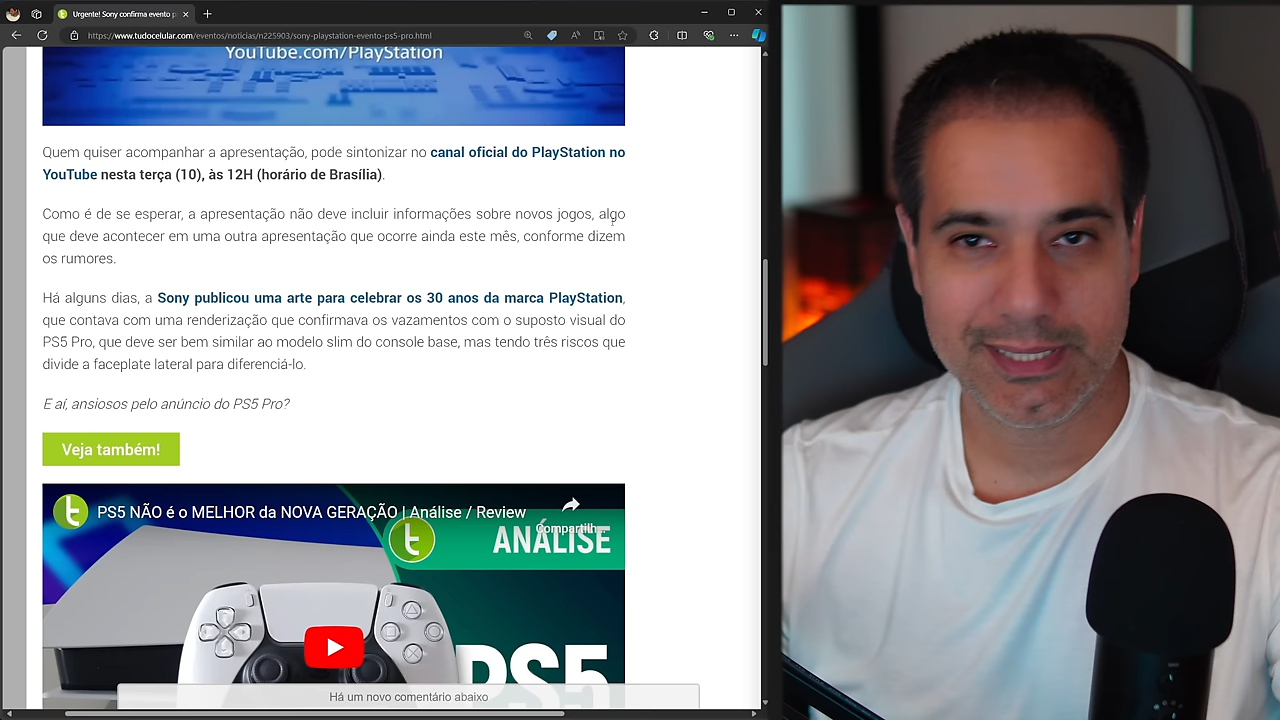 Urgente! Sony confirma evento p
https://www.tudocelular.com/eventos/noticias/n225903/sony-playstation-evento-ps5-pro.html
YouTube.com/PlayStation
Quem quiser acompanhar a apresentação, pode sintonizar no canal oficial do PlayStation no
YouTube nesta terça (10), às 12H (horário de Brasília).
Como é de se esperar, a apresentação não deve incluir informações sobre novos jogos, algo
que deve acontecer em uma outra apresentação que ocorre ainda este mês, conforme dizem
os rumores.
Há alguns dias, a Sony publicou uma arte para celebrar os 30 anos da marca PlayStation,
que contava com uma renderização que confirmava os vazamentos com o suposto visual do
PS5 Pro, que deve ser bem similar ao modelo slim do console base, mas tendo três riscos que
divide a faceplate lateral para diferenciá-lo.
E aí, ansiosos pelo anúncio do PS5 Pro?
Veja também!
PS5 NÃO é o MELHOR da NOVA GERAÇÃO | Análise / Review
Compartilh...
ANÁLISE
PS5
Há um novo comentário abaixo